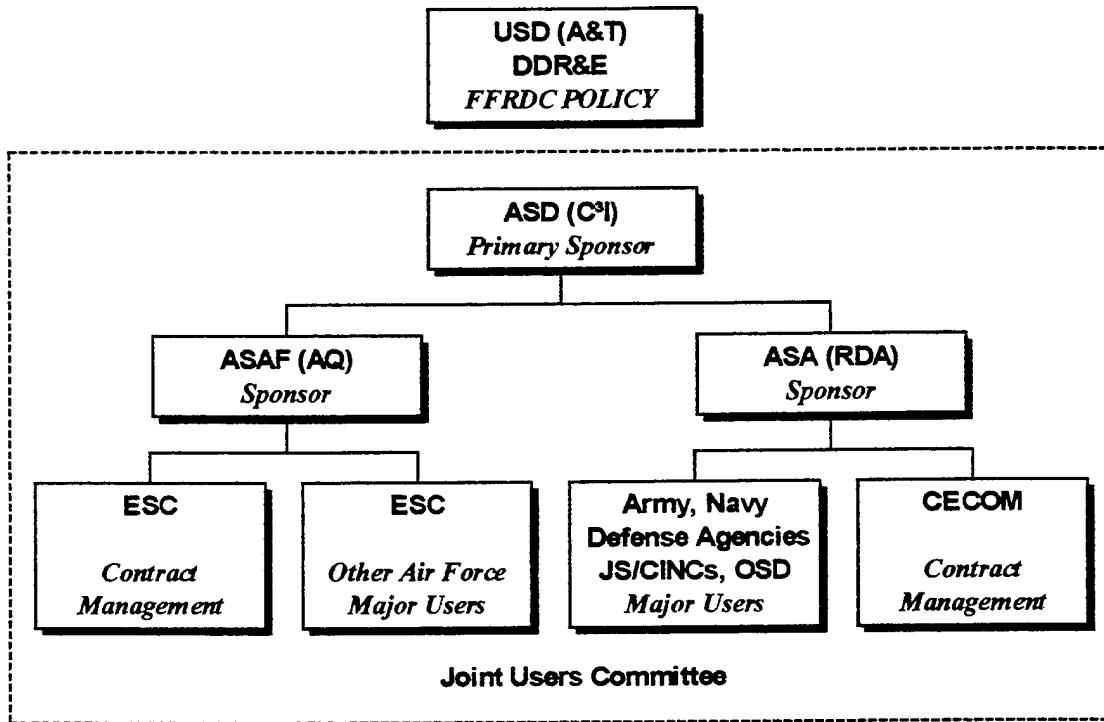 USD (A&T)
DDR&E
FFRDC POLICY
ASD (C³I)
Primary Sponsor
ASAF (AQ)
Sponsor
ASA (RDA)
Sponsor
ESC
Contract
Management
ESC
Other Air Force
Major Users
Army, Navy
Defense Agencies
JS/CINCs, OSD
Major Users
CECOM
Contract
Management
Joint Users Committee